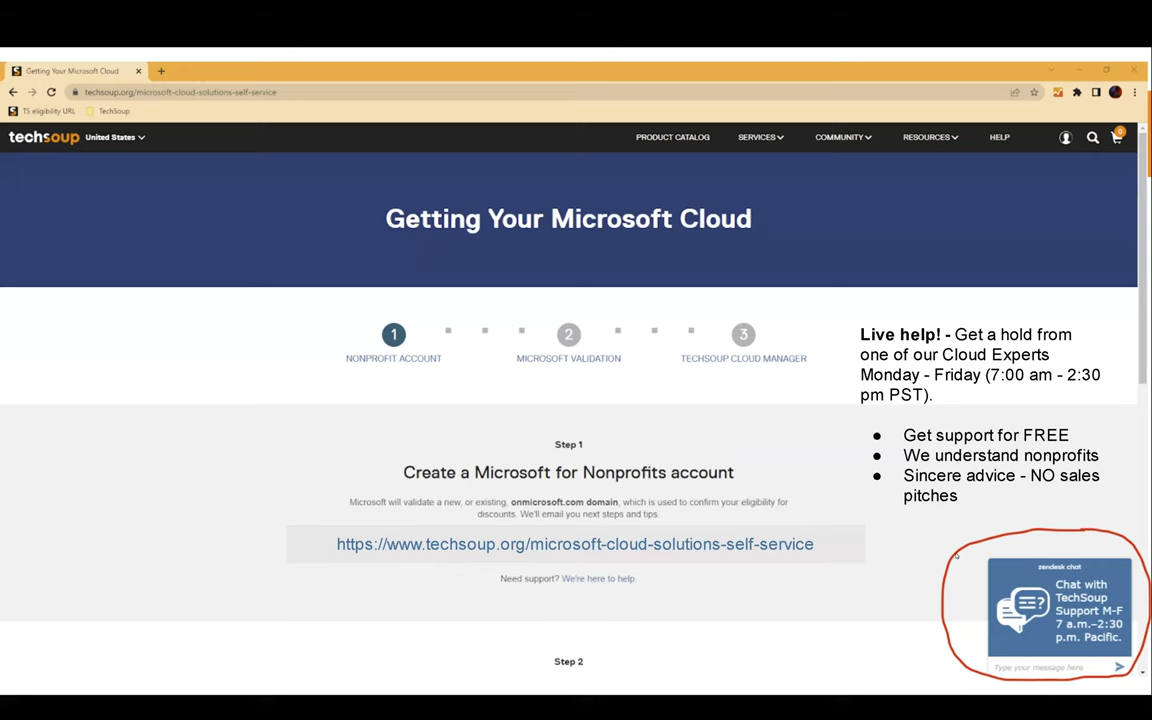 Getting Your Microsoft Cloud
techsoup.org/microsoft-cloud-solutions-self-service
TS eligibility URL TechSoup
techsoup United States PRODUCT CATALOG SERVICES COMMUNITY RESOURCES HELP 0
Getting Your Microsoft Cloud
1 2 3
NONPROFIT ACCOUNT MICROSOFT VALIDATION TECHSOUP CLOUD MANAGER
Live help! - Get a hold from
one of our Cloud Experts
Monday - Friday (7:00 am - 2:30
pm PST).
● Get support for FREE
● We understand nonprofits
● Sincere advice - NO sales
pitches
Step 1
Create a Microsoft for Nonprofits account
Microsoft will validate a new, or existing, onmicrosoft.com domain, which is used to confirm your eligibility for
discounts. We'll email you next steps and tips.
https://www.techsoup.org/microsoft-cloud-solutions-self-service
Need support? We're here to help.
zendesk chat
Chat with
TechSoup
Support M-F
7 a.m.–2:30
p.m. Pacific.
Type your message here
Step 2